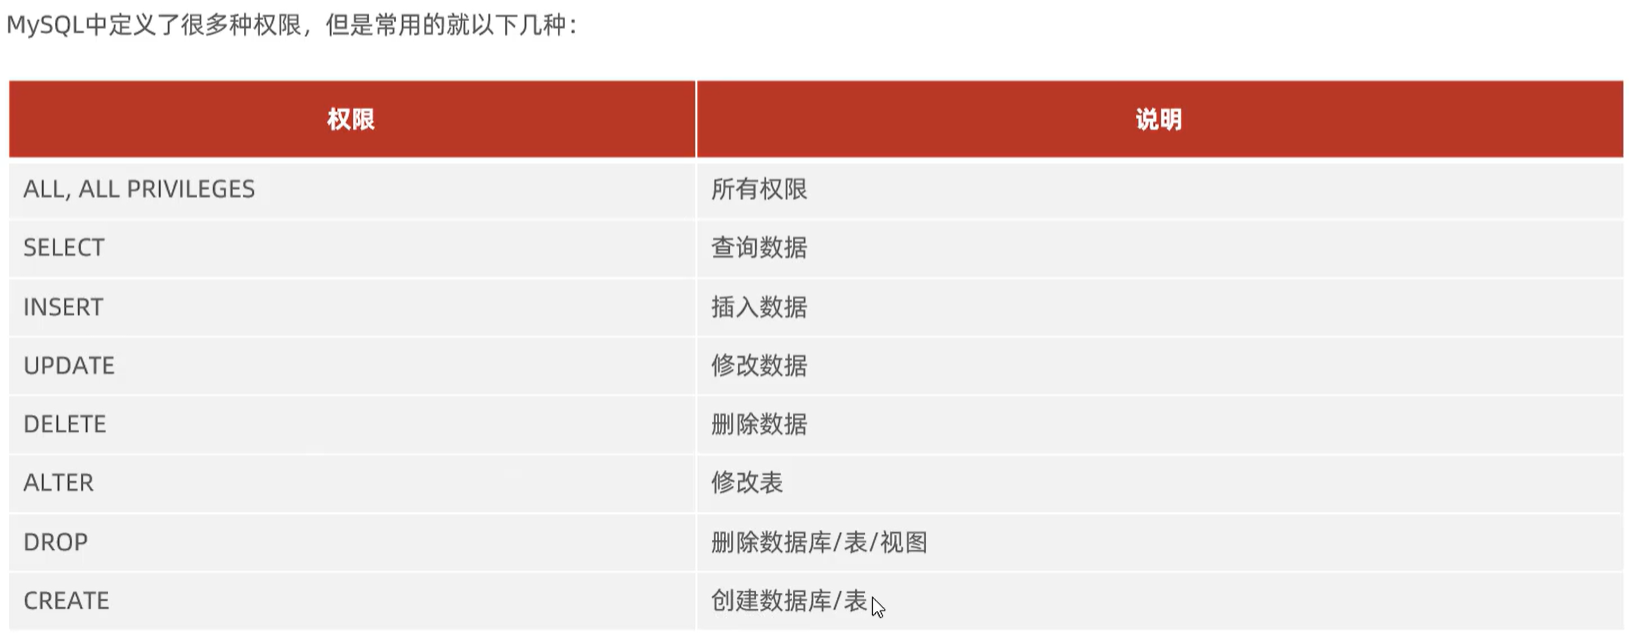 MySQL中定义了很多种权限，但是常用的就以下几种：
权限 说明
ALL, ALL PRIVILEGES 所有权限
SELECT 查询数据
INSERT 插入数据
UPDATE 修改数据
DELETE 删除数据
ALTER 修改表
DROP 删除数据库/表/视图
CREATE 创建数据库/表